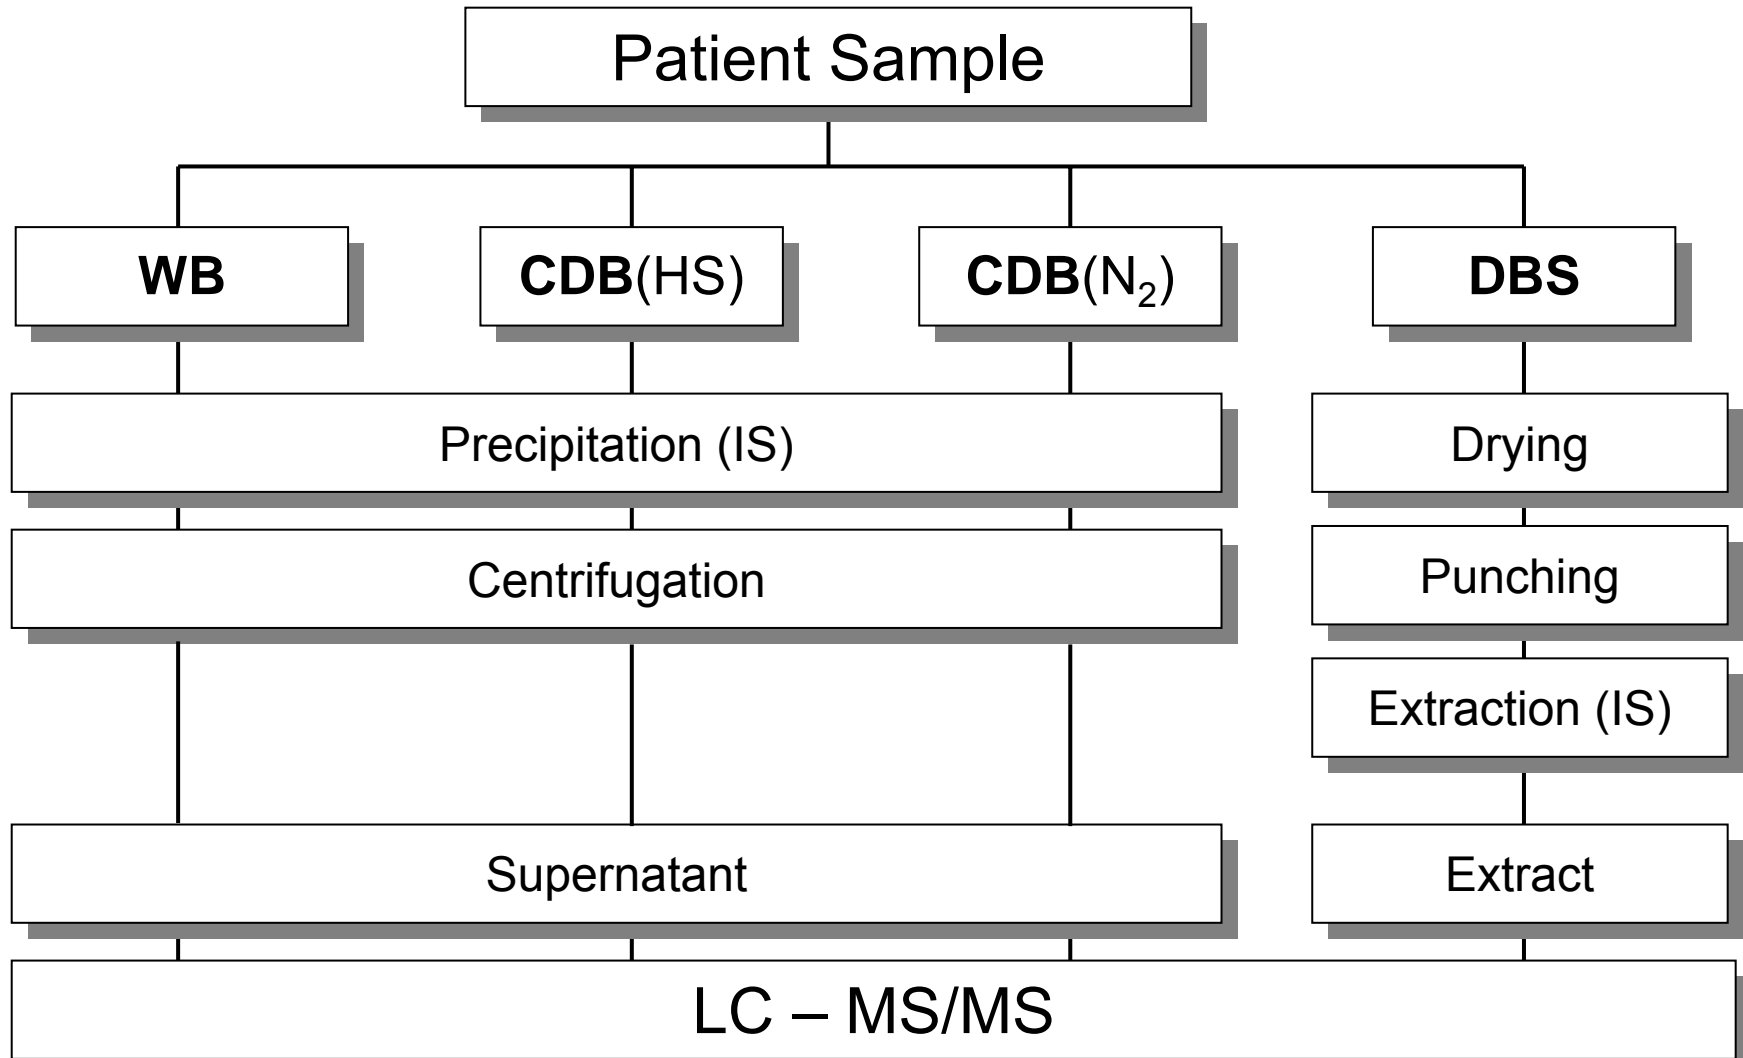 Patient Sample
WB
CDB(HS)
CDB(N₂)
DBS
Precipitation (IS)
Drying
Centrifugation
Punching
Extraction (IS)
Supernatant
Extract
LC – MS/MS